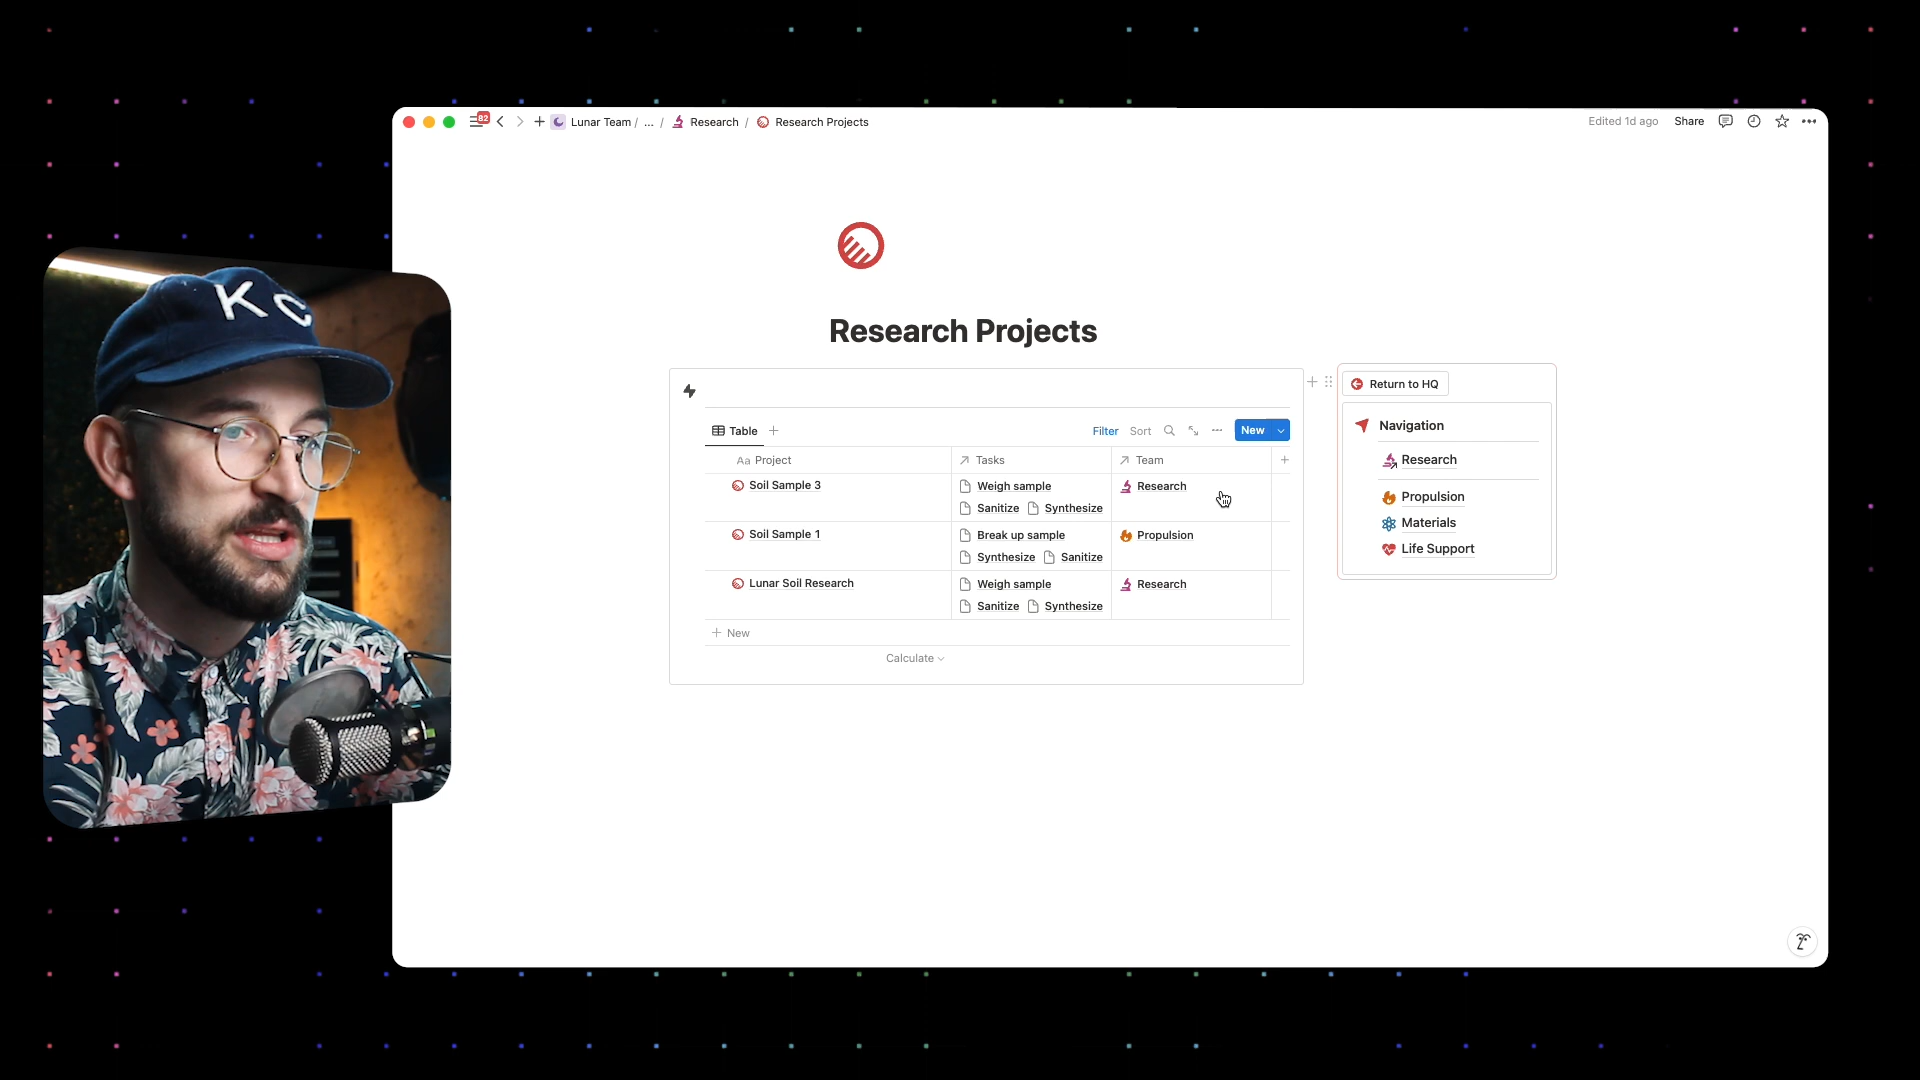 82
Lunar Team / ... / Research / Research Projects
Edited 1d ago Share
KC
Research Projects
Return to HQ
Navigation
Research
Propulsion
Materials
Life Support
Table
Filter Sort New
Aa Project Tasks Team
Soil Sample 3 Weigh sample Research
Sanitize Synthesize
Soil Sample 1 Break up sample Propulsion
Synthesize Sanitize
Lunar Soil Research Weigh sample Research
Sanitize Synthesize
New
Calculate